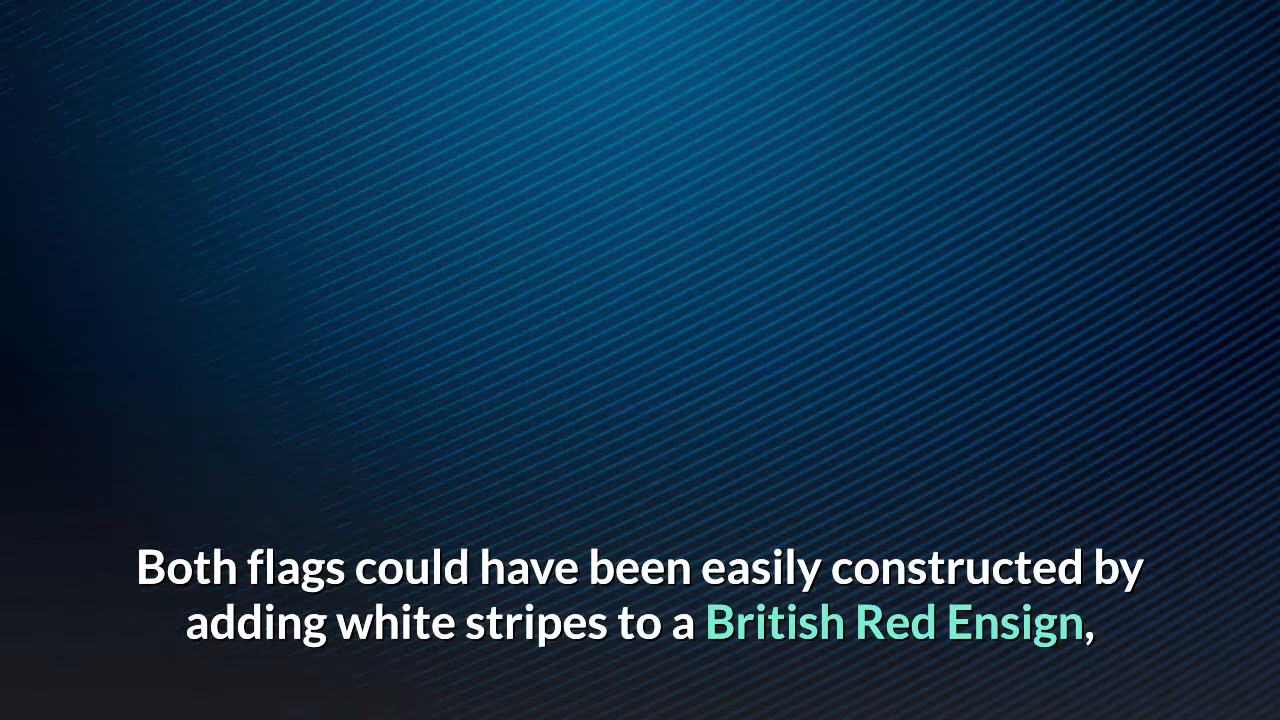 Both flags could have been easily constructed by
adding white stripes to a British Red Ensign,